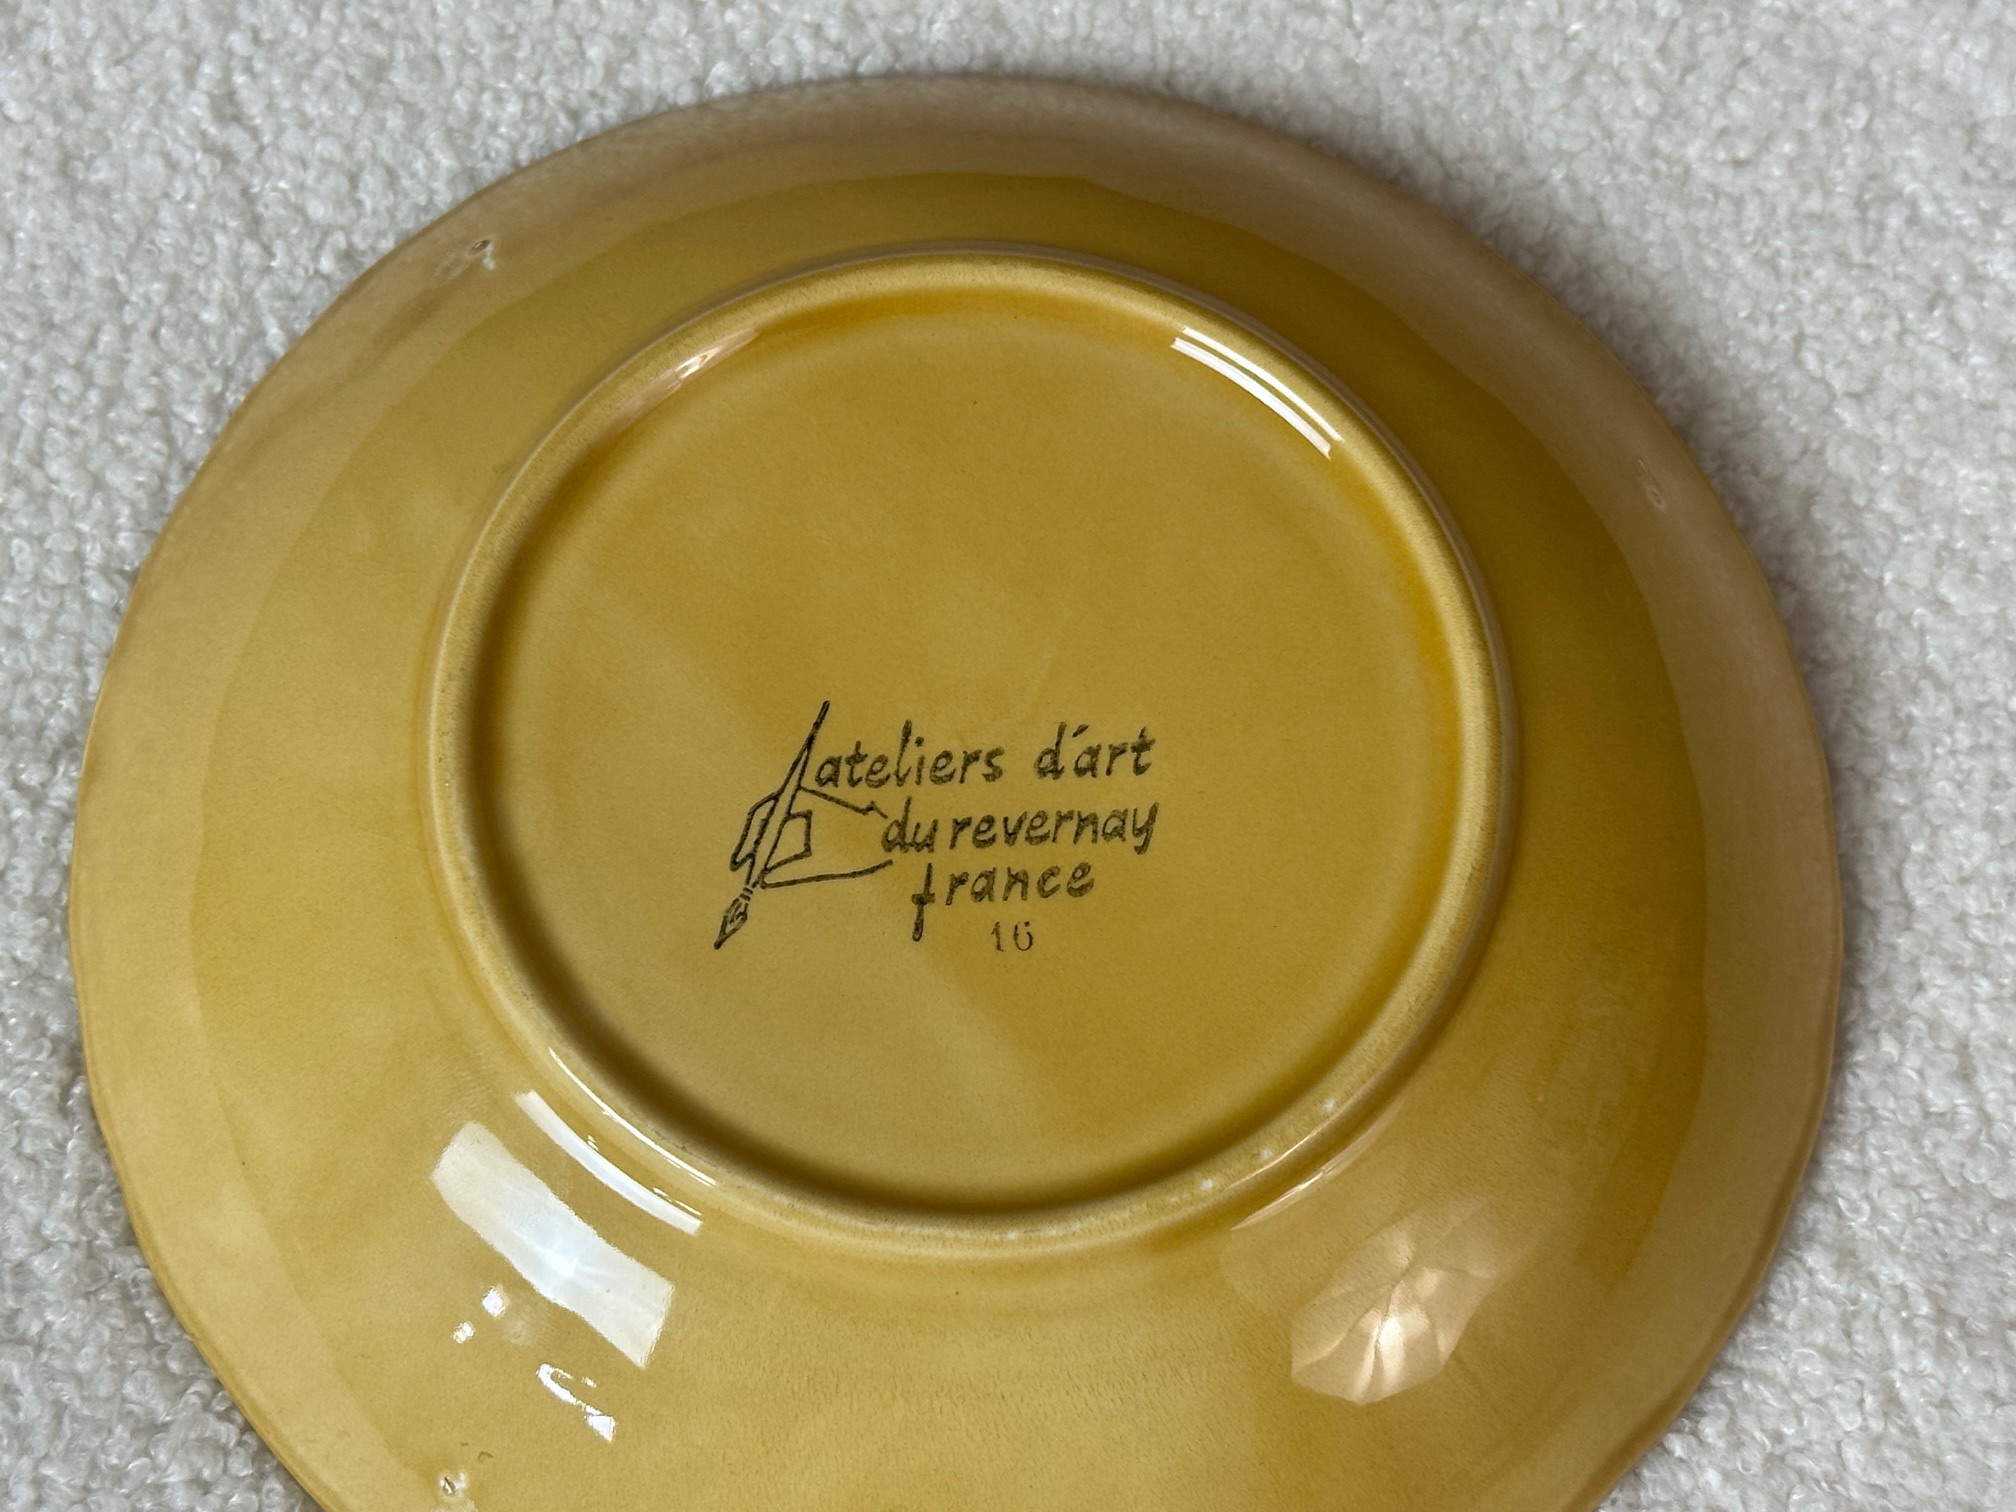 ateliers d'art
du revernay
france
16